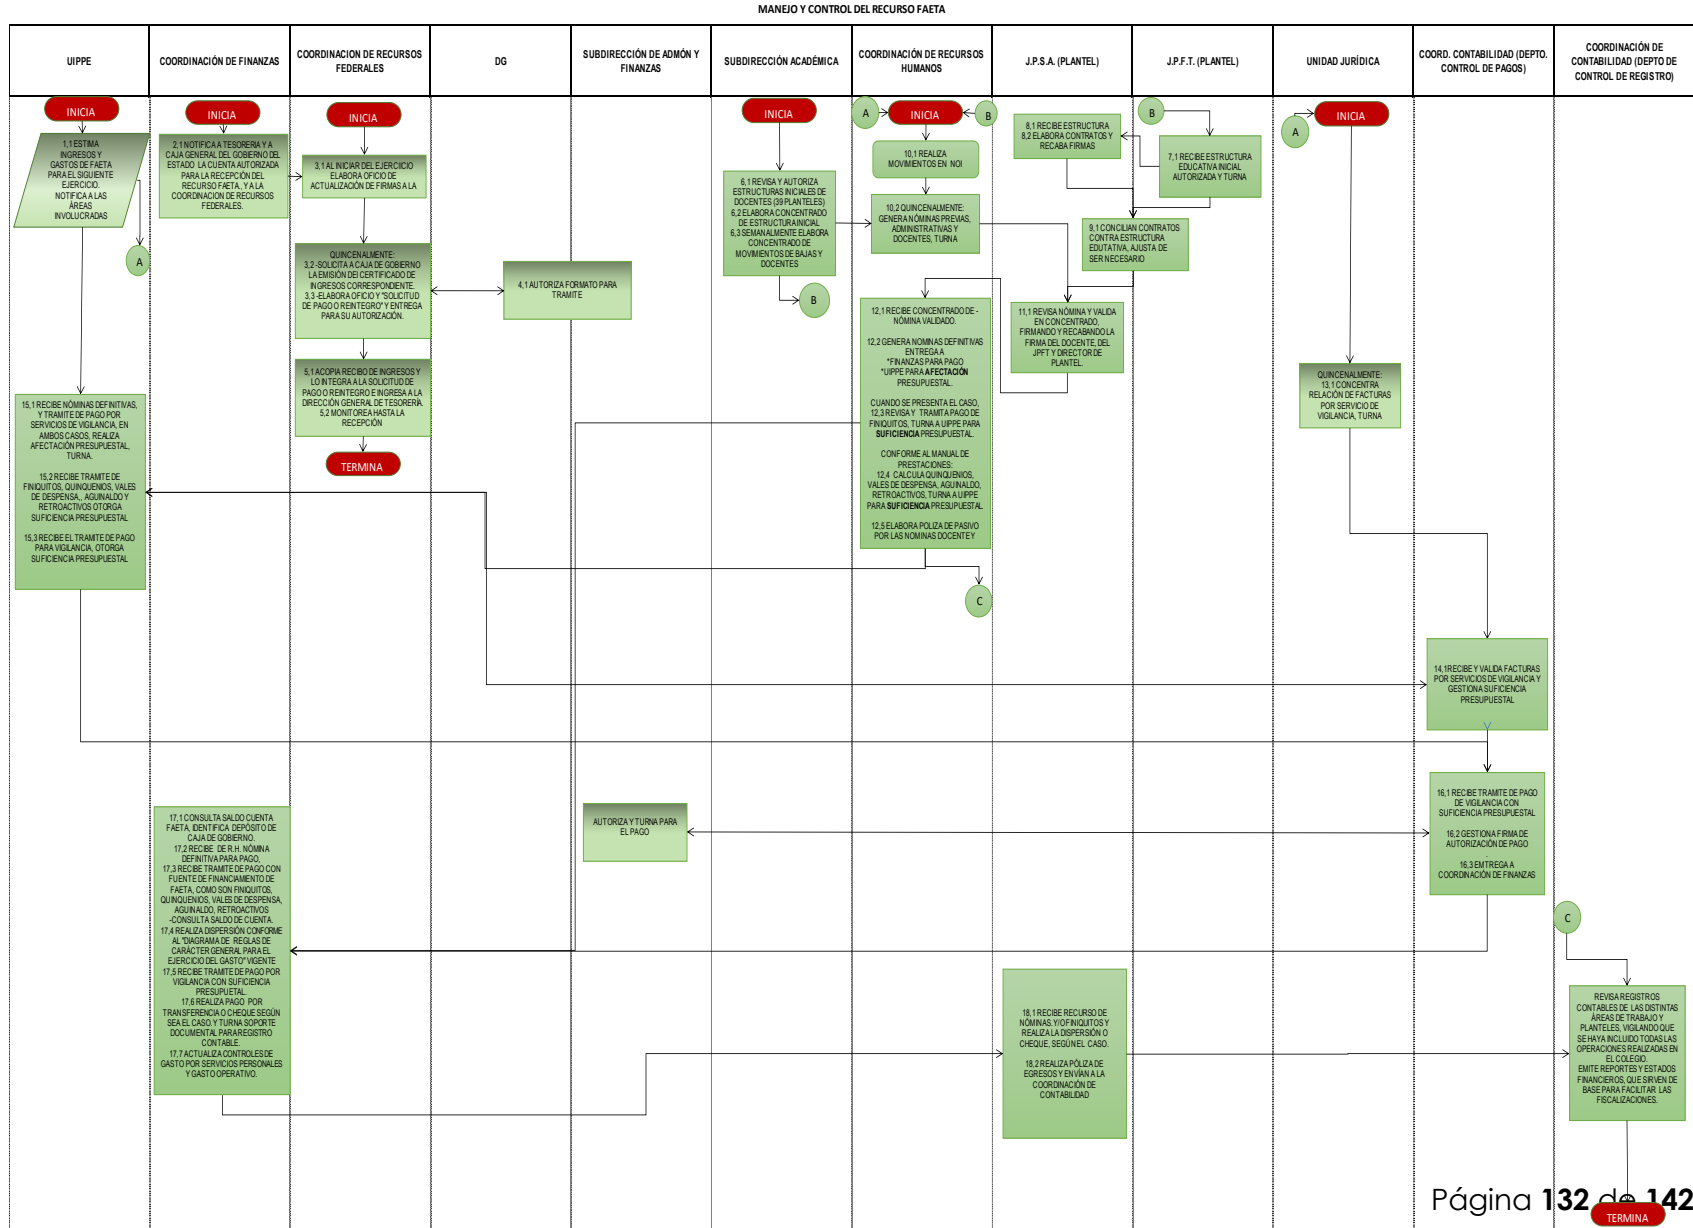 MANEJO Y CONTROL DEL RECURSO FAETA
UIPPE
COORDINACIÓN DE FINANZAS
COORDINACION DE RECURSOS
FEDERALES
DG
SUBDIRECCIÓN DE ADMÓN Y
FINANZAS
SUBDIRECCIÓN ACADÉMICA
COORDINACIÓN DE RECURSOS
HUMANOS
J.P.S.A. (PLANTEL)
J.P.F.T. (PLANTEL)
UNIDAD JURÍDICA
COORD. CONTABILIDAD (DEPTO.
CONTROL DE PAGOS)
COORDINACIÓN DE
CONTABILIDAD (DEPTO DE
CONTROL DE REGISTRO)
INICIA
1,1 ESTIMA
INGRESOS Y
GASTOS DE FAETA
PARA EL SIGUIENTE
EJERCICIO.
NOTIFICA A LAS
ÁREAS
INVOLUCRADAS
A
15,1 RECIBE NÓMINAS DEFINITIVAS,
Y TRAMITE DE PAGO POR
SERVICIOS DE VIGILANCIA, EN
AMBOS CASOS, REALIZA
AFECTACIÓN PRESUPUESTAL,
TURNA.
15,2 RECIBE TRAMITE DE
FINIQUITOS, QUINQUENIOS, VALES
DE DESPENSA,, AGUINALDO Y
RETROACTIVOS OTORGA
SUFICIENCIA PRESUPUESTAL
15,3 RECIBE EL TRAMITE DE PAGO
PARA VIGILANCIA, OTORGA
SUFICIENCIA PRESUPUESTAL
INICIA
2,1 NOTIFICA A TESORERIA Y A
CAJA GENERAL DEL GOBIERNO DEL
ESTADO LA CUENTA AUTORIZADA
PARA LA RECEPCIÓN DEL
RECURSO FAETA , Y A LA
COORDINACION DE RECURSOS
FEDERALES.
17,1 CONSULTA SALDO CUENTA
FAETA, IDENTIFICA DEPÓSITO DE
CAJA DE GOBIERNO.
17,2 RECIBE DE R.H. NÓMINA
DEFINITIVA PARA PAGO,
17,3 RECIBE TRAMITE DE PAGO CON
FUENTE DE FINANCIAMIENTO DE
FAETA, COMO SON FINIQUITOS,
QUINQUENIOS, VALES DE DESPENSA,
AGUINALDO, RETROACTIVOS
-CONSULTA SALDO DE CUENTA.
17,4 REALIZA DISPERSIÓN CONFORME
AL "DIAGRAMA DE REGLAS DE
CARÁCTER GENERAL PARA EL
EJERCICIO DEL GASTO" VIGENTE
17,5 RECIBE TRAMITE DE PAGO POR
VIGILANCIA CON SUFICIENCIA
PRESUPUETAL.
17,6 REALIZA PAGO POR
TRANSFERENCIA O CHEQUE SEGÚN
SEA EL CASO. Y TURNA SOPORTE
DOCUMENTAL PARA REGISTRO
CONTABLE.
17,7 ACTUALIZA CONTROLES DE
GASTO POR SERVICIOS PERSONALES
Y GASTO OPERATIVO.
INICIA
3,1 AL INICIAR DEL EJERCIICIO
ELABORA OFICIO DE
ACTUALIZACIÓN DE FIRMAS A LA
QUINCENALMENTE:
3,2 -SOLICITA A CAJA DE GOBIERNO
LA EMISIÓN DEl CERTIFICADO DE
INGRESOS CORRESPONDIENTE.
3,3 -ELABORA OFICIO Y "SOLICITUD
DE PAGO O REINTEGRO" Y ENTREGA
PARA SU AUTORIZACIÓN.
5,1 ACOPIA RECIBO DE INGRESOS Y
LO INTEGRA A LA SOLICITUD DE
PAGO O REINTEGRO E INGRESA A LA
DIRECCIÓN GENERAL DE TESORERÍA.
5,2 MONITOREA HASTA LA
RECEPCIÓN
TERMINA
4,1 AUTORIZA FORMATO PARA
TRAMITE
AUTORIZA Y TURNA PARA
EL PAGO
INICIA
6,1 REVISA Y AUTORIZA
ESTRUCTURAS INICIALES DE
DOCENTES (39 PLANTELES)
6,2 ELABORA CONCENTRADO
DE ESTRUCTURA INICIAL
6,3 SEMANALMENTE ELABORA
CONCENTRADO DE
MOVIMIENTOS DE BAJAS Y
DOCENTES
B
A
INICIA
B
10,1 REALIZA
MOVIMIENTOS EN NOI
10,2 QUINCENALMENTE:
GENERA NÓMINAS PREVIAS,
ADMINISTRATIVAS Y
DOCENTES, TURNA
12,1 RECIBE CONCENTRADO DE -
NÓMINA VALIDADO.
12,2 GENERA NOMINAS DEFINITIVAS
ENTREGA A
*FINANZAS PARA PAGO
*UIPPE PARA AFECTACIÓN
PRESUPUESTAL.
CUANDO SE PRESENTA EL CASO,
12,3 REVISA Y TRAMITA PAGO DE
FINIQUITOS, TURNA A UIPPE PARA
SUFICIENCIA PRESUPUESTAL.
CONFORME AL MANUAL DE
PRESTACIONES:
12,4 CALCULA QUINQUENIOS,
VALES DE DESPENSA, AGUINALDO,
RETROACTIVOS, TURNA A UIPPE
PARA SUFICIENCIA PRESUPUESTAL
12,5 ELABORA POLIZA DE PASIVO
POR LAS NOMINAS DOCENTE Y
C
8,1 RECIBE ESTRUCTURA
8,2 ELABORA CONTRATOS Y
RECABA FIRMAS
B
7,1 RECIBE ESTRUCTURA
EDUCATIVA INICIAL
AUTORIZADA Y TURNA
9,1 CONCILIAN CONTRATOS
CONTRA ESTRUCTURA
EDUTATIVA, AJUSTA DE
SER NECESARIO
11,1 REVISA NÓMINA Y VALIDA
EN CONCENTRADO,
FIRMANDO Y RECABANDO LA
FIRMA DEL DOCENTE, DEL
JPFT Y DIRECTOR DE
PLANTEL.
18,1 RECIBE RECURSO DE
NÓMINAS. Y/O FINIQUITOS Y
REALIZA LA DISPERSIÓN O
CHEQUE, SEGÚN EL CASO.
18,2 REALIZA PÓLIZA DE
EGRESOS Y ENVÍAN A LA
COORDINACIÓN DE
CONTABILIDAD
INICIA
A
QUINCENALMENTE:
13,1 CONCENTRA
RELACIÓN DE FACTURAS
POR SERVICIO DE
VIGILANCIA, TURNA
14,1RECIBE Y VALIDA FACTURAS
POR SERVICIOS DE VIGILANCIA Y
GESTIONA SUFICIENCIA
PRESUPUESTAL
16,1 RECIBE TRAMITE DE PAGO
DE VIGILANCIA CON
SUFICIENCIA PRESUPUESTAL
16,2 GESTIONA FIRMA DE
AUTORIZACIÓN DE PAGO
.
16,3 EMTREGA A
COORDINACIÓN DE FINANZAS
C
REVISA REGISTROS
CONTABLES DE LAS DISTINTAS
ÁREAS DE TRABAJO Y
PLANTELES, VIGILANDO QUE
SE HAYA INCLUIDO TODAS LAS
OPERACIONES REALIZADAS EN
EL COLEGIO.
EMITE REPORTES Y ESTADOS
FINANCIEROS, QUE SIRVEN DE
BASE PARA FACILITAR LAS
FISCALIZACIONES.
Página 132 de 142
TERMINA